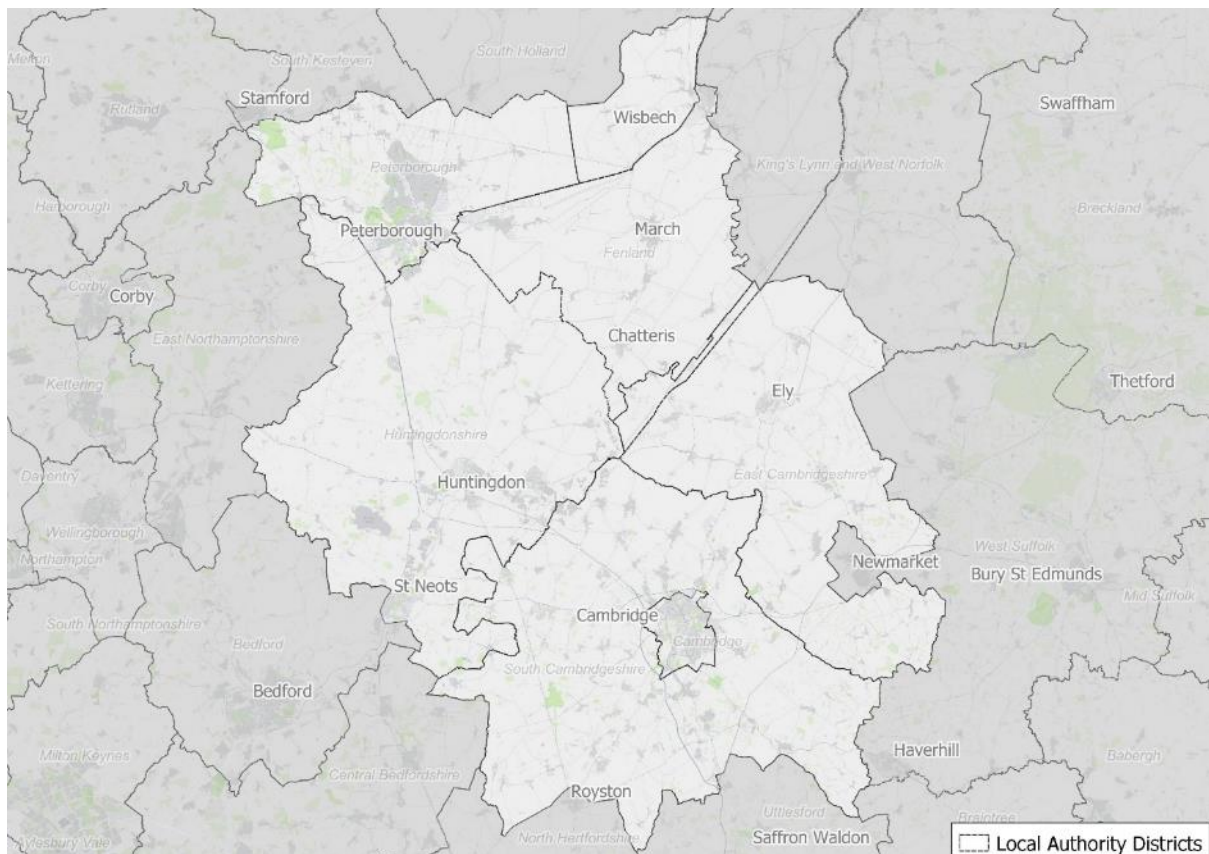 South Holland
Melton
South Kesteven
Rutland
Stamford
Swaffham
Wisbech
Peterborough
King's Lynn and West Norfolk
Harborough
Breckland
Peterborough
March
Fenland
Corby
Corby
East Northamptonshire
Chatteris
Kettering
Thetford
Ely
Huntingdonshire
Daventry
Huntingdon
East Cambridgeshire
Wellingborough
Northampton
West Suffolk
Newmarket
Bury St Edmunds
St Neots
Mid Suffolk
Cambridge
South Northamptonshire
Bedford
Cambridge
South Cambridgeshire
Bedford
Haverhill
Milton Keynes
Babergh
Central Bedfordshire
Royston
Uttlesford
Braintree
North Hertfordshire
Saffron Waldon
Aylesbury Vale
Local Authority Districts